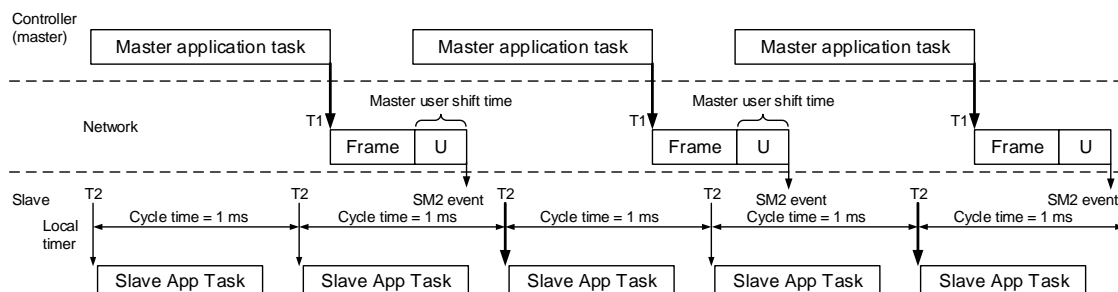 Controller
(master)
Master application task Master application task Master application task
Master user shift time Master user shift time
T1 T1 T1
Network
Frame U Frame U Frame U
Slave
T2 T2 SM2 event T2 T2 SM2 event T2 SM2 event
Cycle time = 1 ms Cycle time = 1 ms Cycle time = 1 ms Cycle time = 1 ms Cycle time = 1 ms
Local
timer
Slave App Task Slave App Task Slave App Task Slave App Task Slave App Task